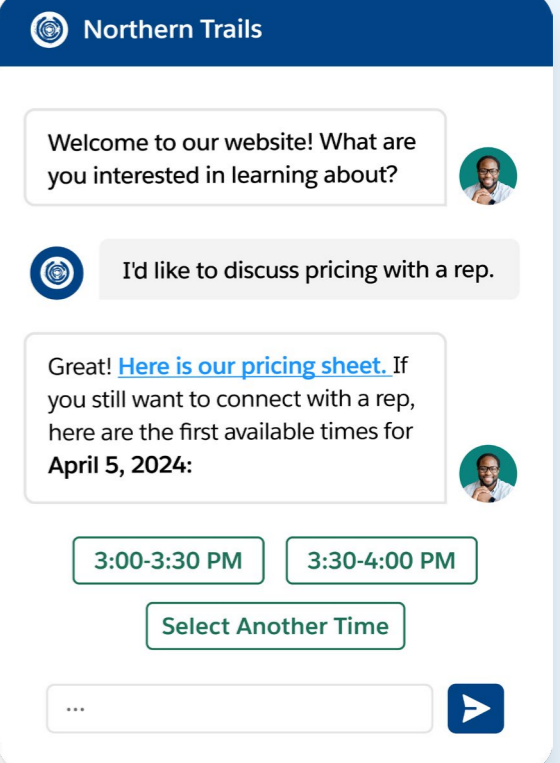 Northern Trails
Welcome to our website! What are
you interested in learning about?
I'd like to discuss pricing with a rep.
Great! Here is our pricing sheet. If
you still want to connect with a rep,
here are the first available times for
April 5, 2024:
3:00-3:30 PM
3:30-4:00 PM
Select Another Time
...